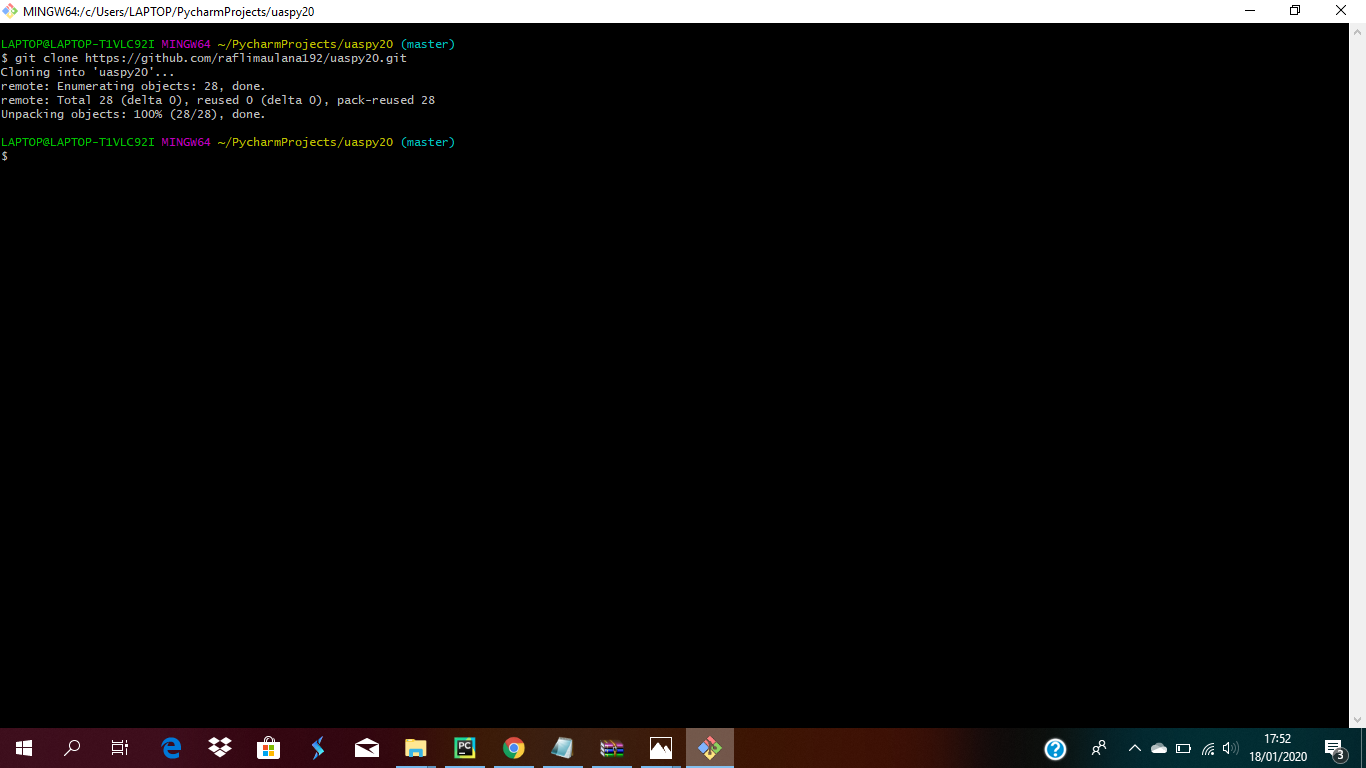 MINGW64:/c/Users/LAPTOP/PycharmProjects/uaspy20
LAPTOP@LAPTOP-T1VLC92I MINGW64 ~/PycharmProjects/uaspy20 (master)
$ git clone https://github.com/raflimaulana192/uaspy20.git
Cloning into 'uaspy20'...
remote: Enumerating objects: 28, done.
remote: Total 28 (delta 0), reused 0 (delta 0), pack-reused 28
Unpacking objects: 100% (28/28), done.
LAPTOP@LAPTOP-T1VLC92I MINGW64 ~/PycharmProjects/uaspy20 (master)
$
PC
?
17:52
18/01/2020
3